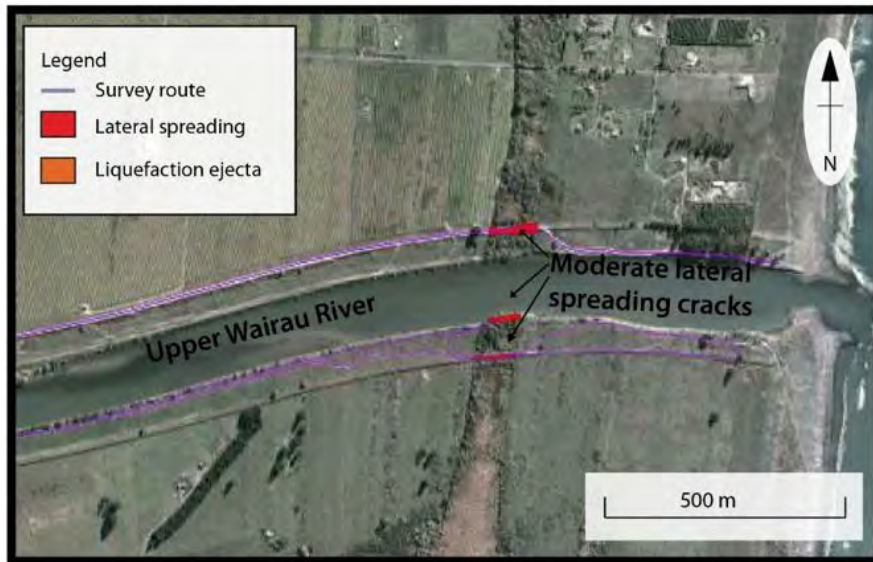 Legend
Survey route
Lateral spreading
Liquefaction ejecta
N
Moderate lateral
spreading cracks
Upper Wairau River
500 m